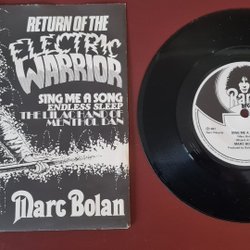 RETURN OF THE
ELECTRIC
WARRIOR
SING ME A SONG
ENDLESS SLEEP
THE LILAC HAND OF
MENTHOL DAN
Marc Bolan
SING ME A SONG
MARC BOLAN